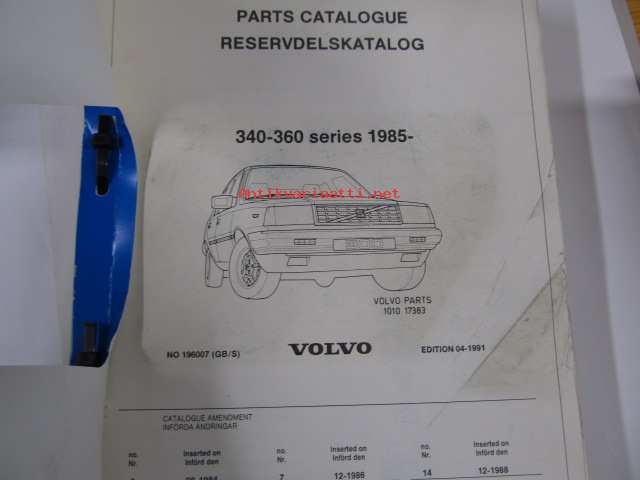 PARTS CATALOGUE
RESERVDELSKATALOG
340-360 series 1985-
Antikvariaatti.net
VOLVO PARTS
1010 17383
NO 196007 (GB/S) VOLVO EDITION 04-1991
CATALOGUE AMENDMENT
INFÖRDA ÄNDRINGAR
no. Inserted on no. Inserted on no. Inserted on
Nr. Införd den Nr. Införd den Nr. Införd den
7 12-1986 14 12-1988